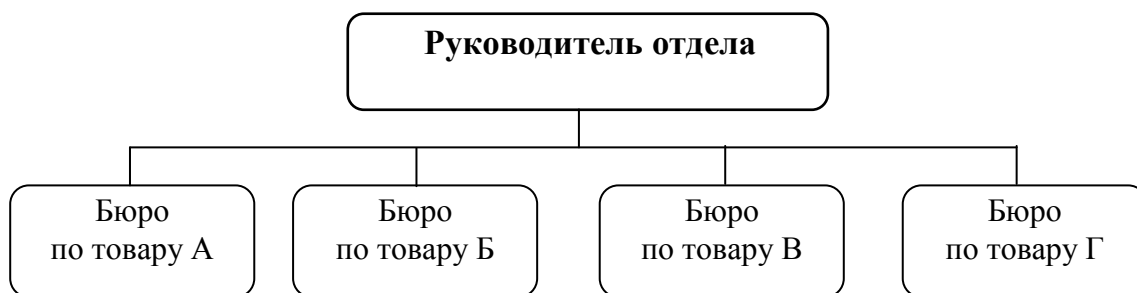 Руководитель отдела
Бюро
по товару А
Бюро
по товару Б
Бюро
по товару В
Бюро
по товару Г